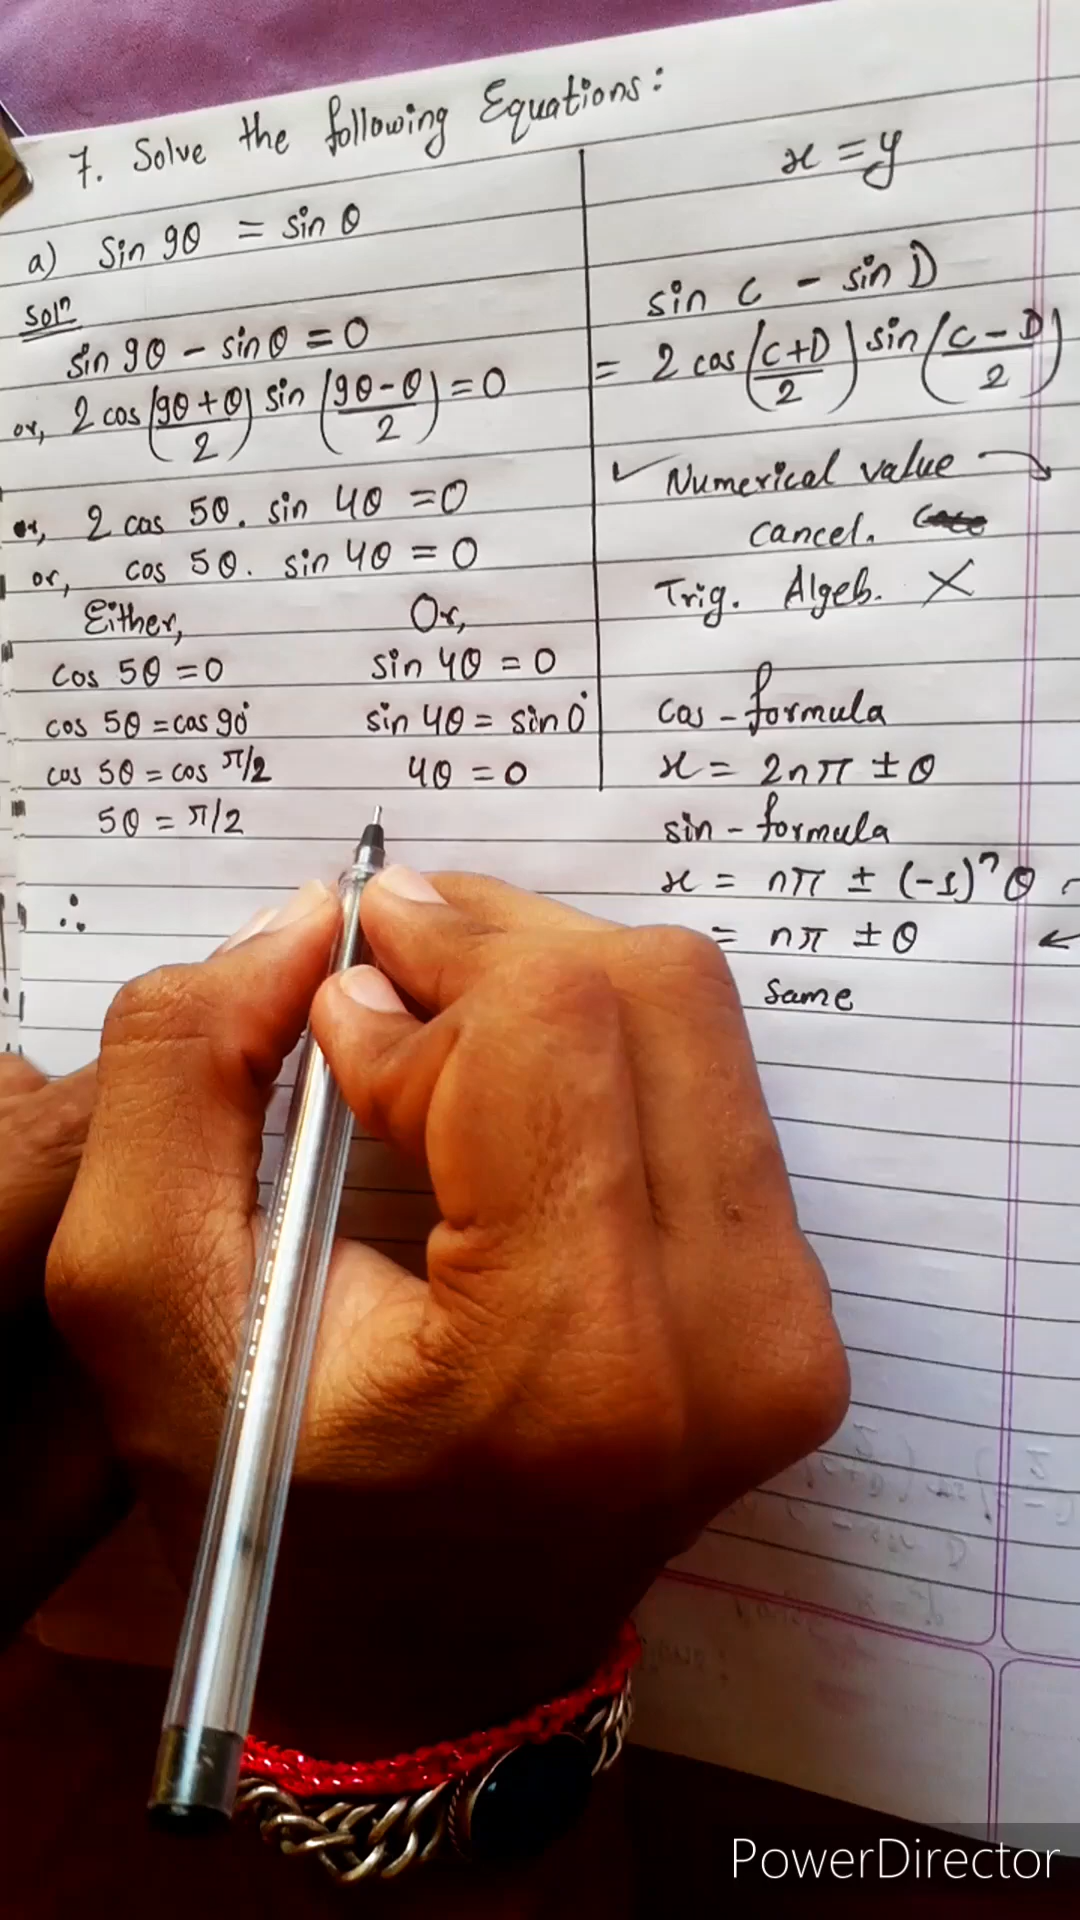 7. Solve the following Equations:
a) Sin 9θ = sin θ
Solⁿ
sin 9θ - sin θ = 0
or, 2 cos (9θ + θ / 2) sin (9θ - θ / 2) = 0
or, 2 cos 5θ. sin 4θ = 0
or, cos 5θ. sin 4θ = 0
Either, Or,
cos 5θ = 0 sin 4θ = 0
cos 5θ = cos 90° sin 4θ = sin 0°
cos 5θ = cos π/2 4θ = 0
5θ = π/2
∴
x = y
sin C - sin D
= 2 cos (C + D / 2) sin (C - D / 2)
✓ Numerical value →
cancel.
Trig. Algeb. ×
cos - formula
x = 2nπ ± θ
sin - formula
x = nπ ± (-1)ⁿ θ
= nπ ± θ ←
same
PowerDirector